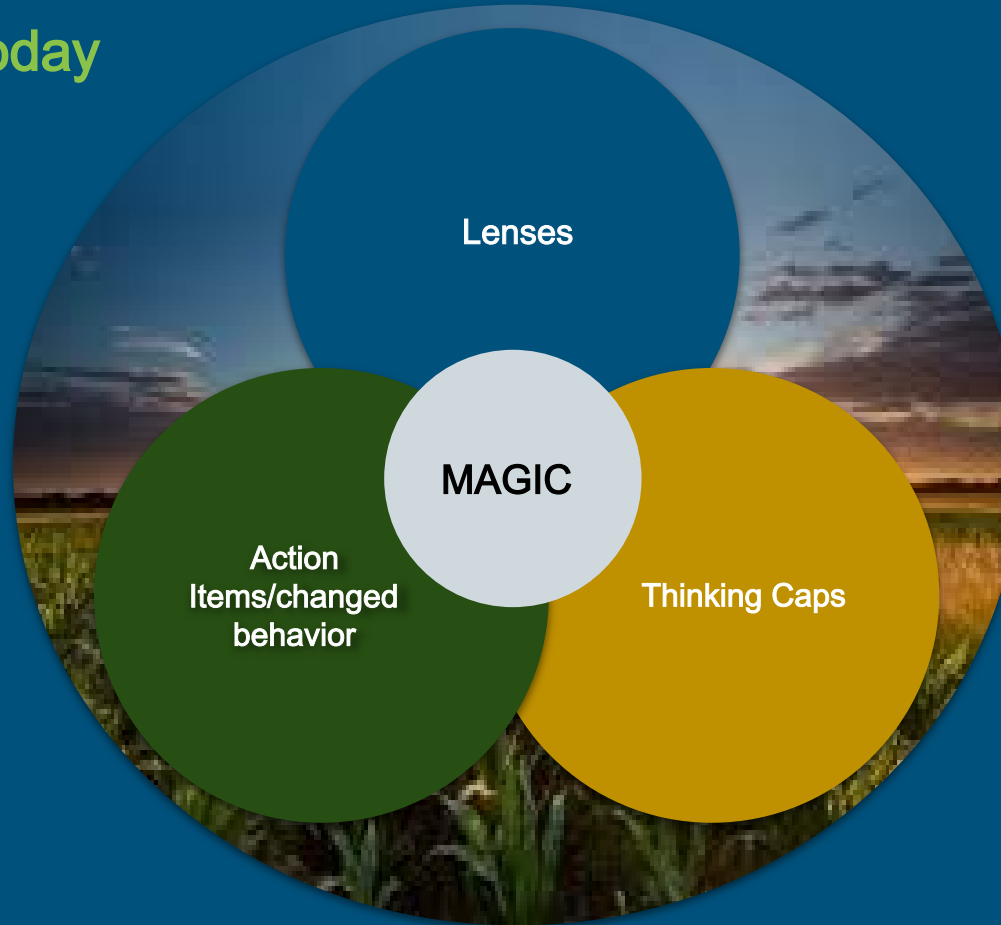 oday
Lenses
MAGIC
Action
Items/changed
behavior
Thinking Caps